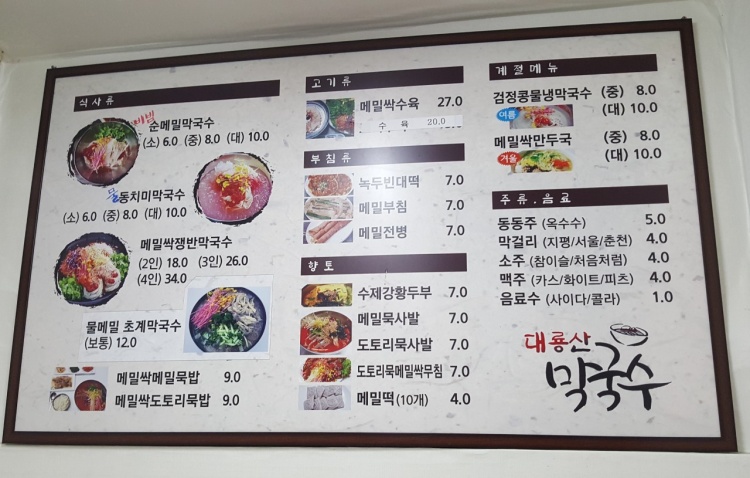 식사류
비빔
순메밀막국수
(소) 6.0 (중) 8.0 (대) 10.0
물 동치미막국수
(소) 6.0 (중) 8.0 (대) 10.0
메밀싹쟁반막국수
(2인) 18.0 (3인) 26.0
(4인) 34.0
물메밀 초계막국수
(보통) 12.0
메밀싹메밀묵밥 9.0
메밀싹도토리묵밥 9.0
고기류
메밀싹수육 27.0
수 육 20.0
부침류
녹두빈대떡 7.0
메밀부침 7.0
메밀전병 7.0
향토
수제강황두부 7.0
메밀묵사발 7.0
도토리묵사발 7.0
도토리묵메밀싹무침 7.0
메밀떡(10개) 4.0
계절메뉴
검정콩물냉막국수 (중) 8.0
여름 (대) 10.0
메밀싹만두국 (중) 8.0
겨울 (대) 10.0
주류.음료
동동주 (옥수수) 5.0
막걸리 (지평/서울/춘천) 4.0
소주 (참이슬/처음처럼) 4.0
맥주 (카스/화이트/피츠) 4.0
음료수 (사이다/콜라) 1.0
대룡산
막국수